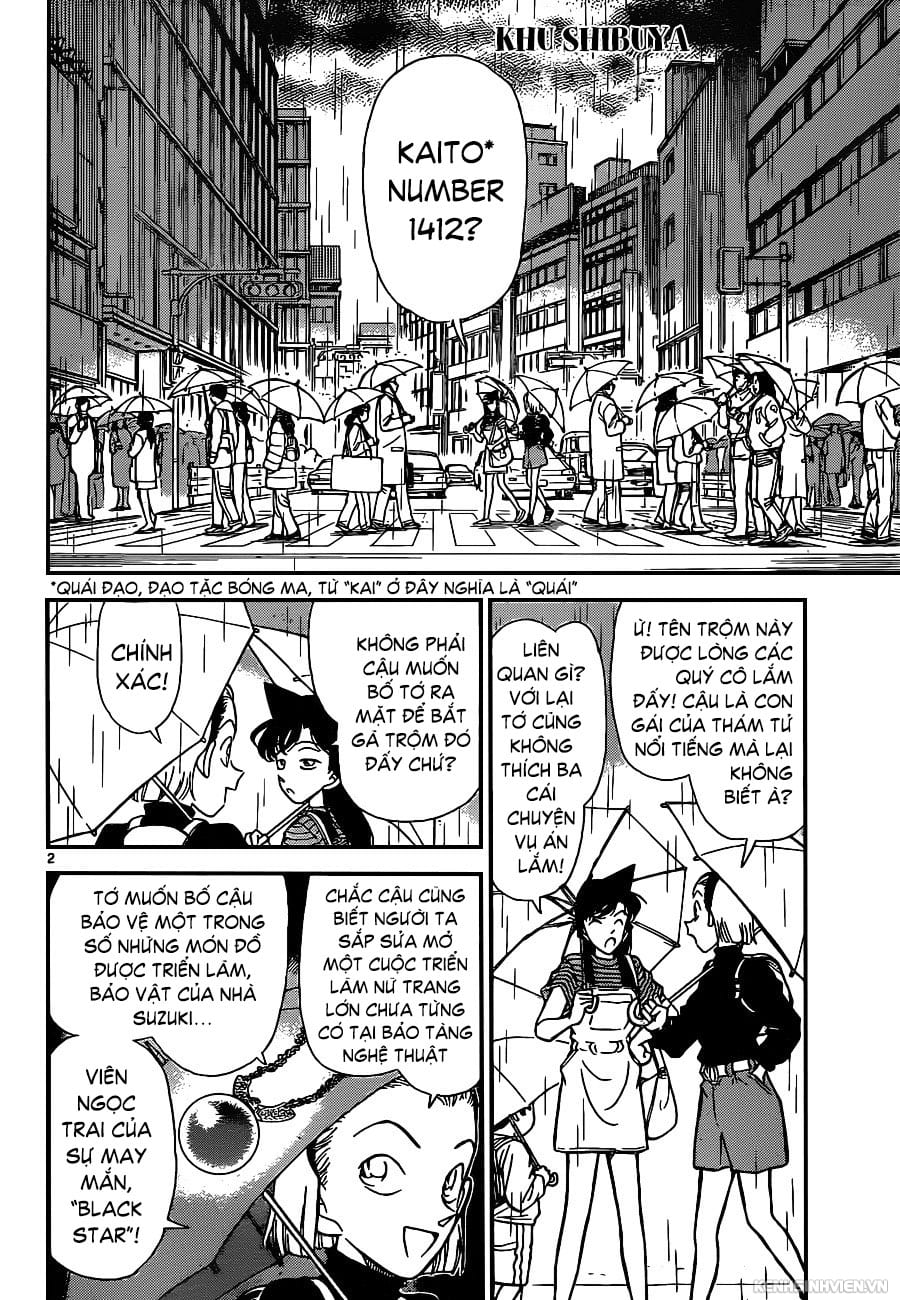 KHU SHIBUYA
KAITO*
NUMBER
1412?
*QUÁI ĐẠO, ĐẠO TẶC BÓNG MA, TỪ "KAI" Ở ĐÂY NGHĨA LÀ "QUÁI"
Ừ! TÊN TRỘM NÀY
ĐƯỢC LÒNG CÁC
QUÝ CÔ LẮM
ĐẤY! CẬU LÀ CON
GÁI CỦA THÁM TỬ
NỔI TIẾNG MÀ LẠI
KHÔNG
BIẾT À?
LIÊN
QUAN GÌ?
VỚI LẠI
TỚ CŨNG
KHÔNG
THÍCH BA
CÁI
CHUYỆN
VỤ ÁN
LẮM!
KHÔNG PHẢI
CẬU MUỐN
BỐ TỚ RA
MẶT ĐỂ BẮT
GÃ TRỘM ĐÓ
ĐẤY CHỨ?
CHÍNH
XÁC!
2
CHẮC CẬU CŨNG
BIẾT NGƯỜI TA
SẮP SỬA MỞ
MỘT CUỘC TRIỂN
LÃM NỮ TRANG
LỚN CHƯA TỪNG
CÓ TẠI BẢO TÀNG
NGHỆ THUẬT
TỚ MUỐN BỐ CẬU
BẢO VỆ MỘT TRONG
SỐ NHỮNG MÓN ĐỒ
ĐƯỢC TRIỂN LÃM,
BẢO VẬT CỦA NHÀ
SUZUKI...
VIÊN
NGỌC
TRAI CỦA
SỰ MAY
MẮN,
"BLACK
STAR"!
KENHSINHVIEN.VN